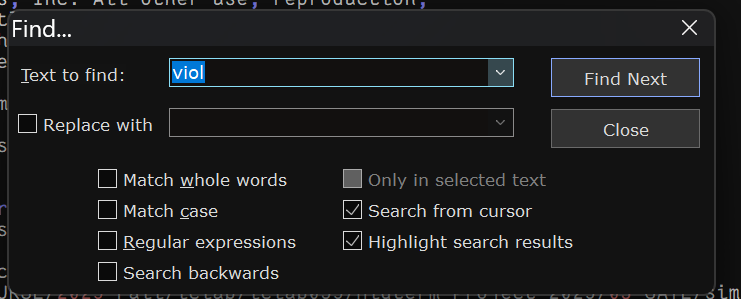 s, Inc. All other use, reproduction,
Find...
Text to find:
viol
Find Next
Replace with
Close
Match whole words
Only in selected text
Match case
Search from cursor
Regular expressions
Highlight search results
Search backwards